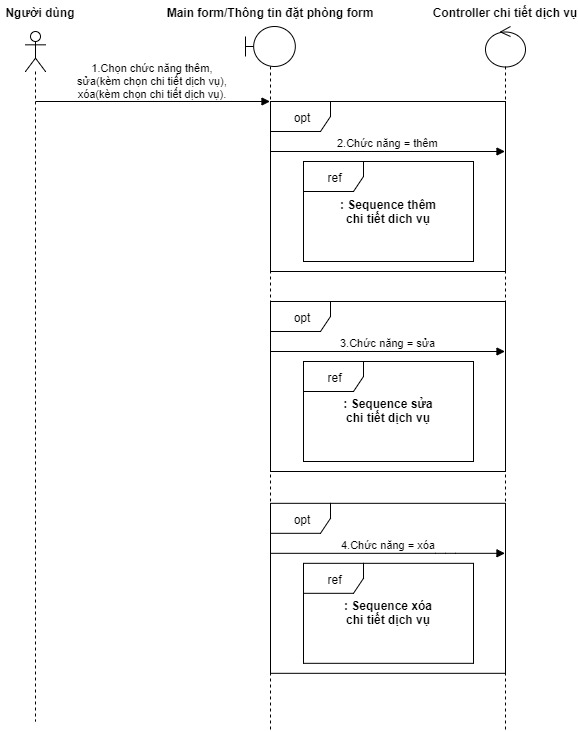 Người dùng
Main form/Thông tin đặt phòng form
Controller chi tiết dịch vụ
1.Chọn chức năng thêm,
sửa(kèm chọn chi tiết dịch vụ),
xóa(kèm chọn chi tiết dịch vụ).
opt
2.Chức năng = thêm
ref
: Sequence thêm
chi tiết dich vụ
opt
3.Chức năng = sửa
ref
: Sequence sửa
chi tiết dịch vụ
opt
4.Chức năng = xóa
ref
: Sequence xóa
chi tiết dịch vụ